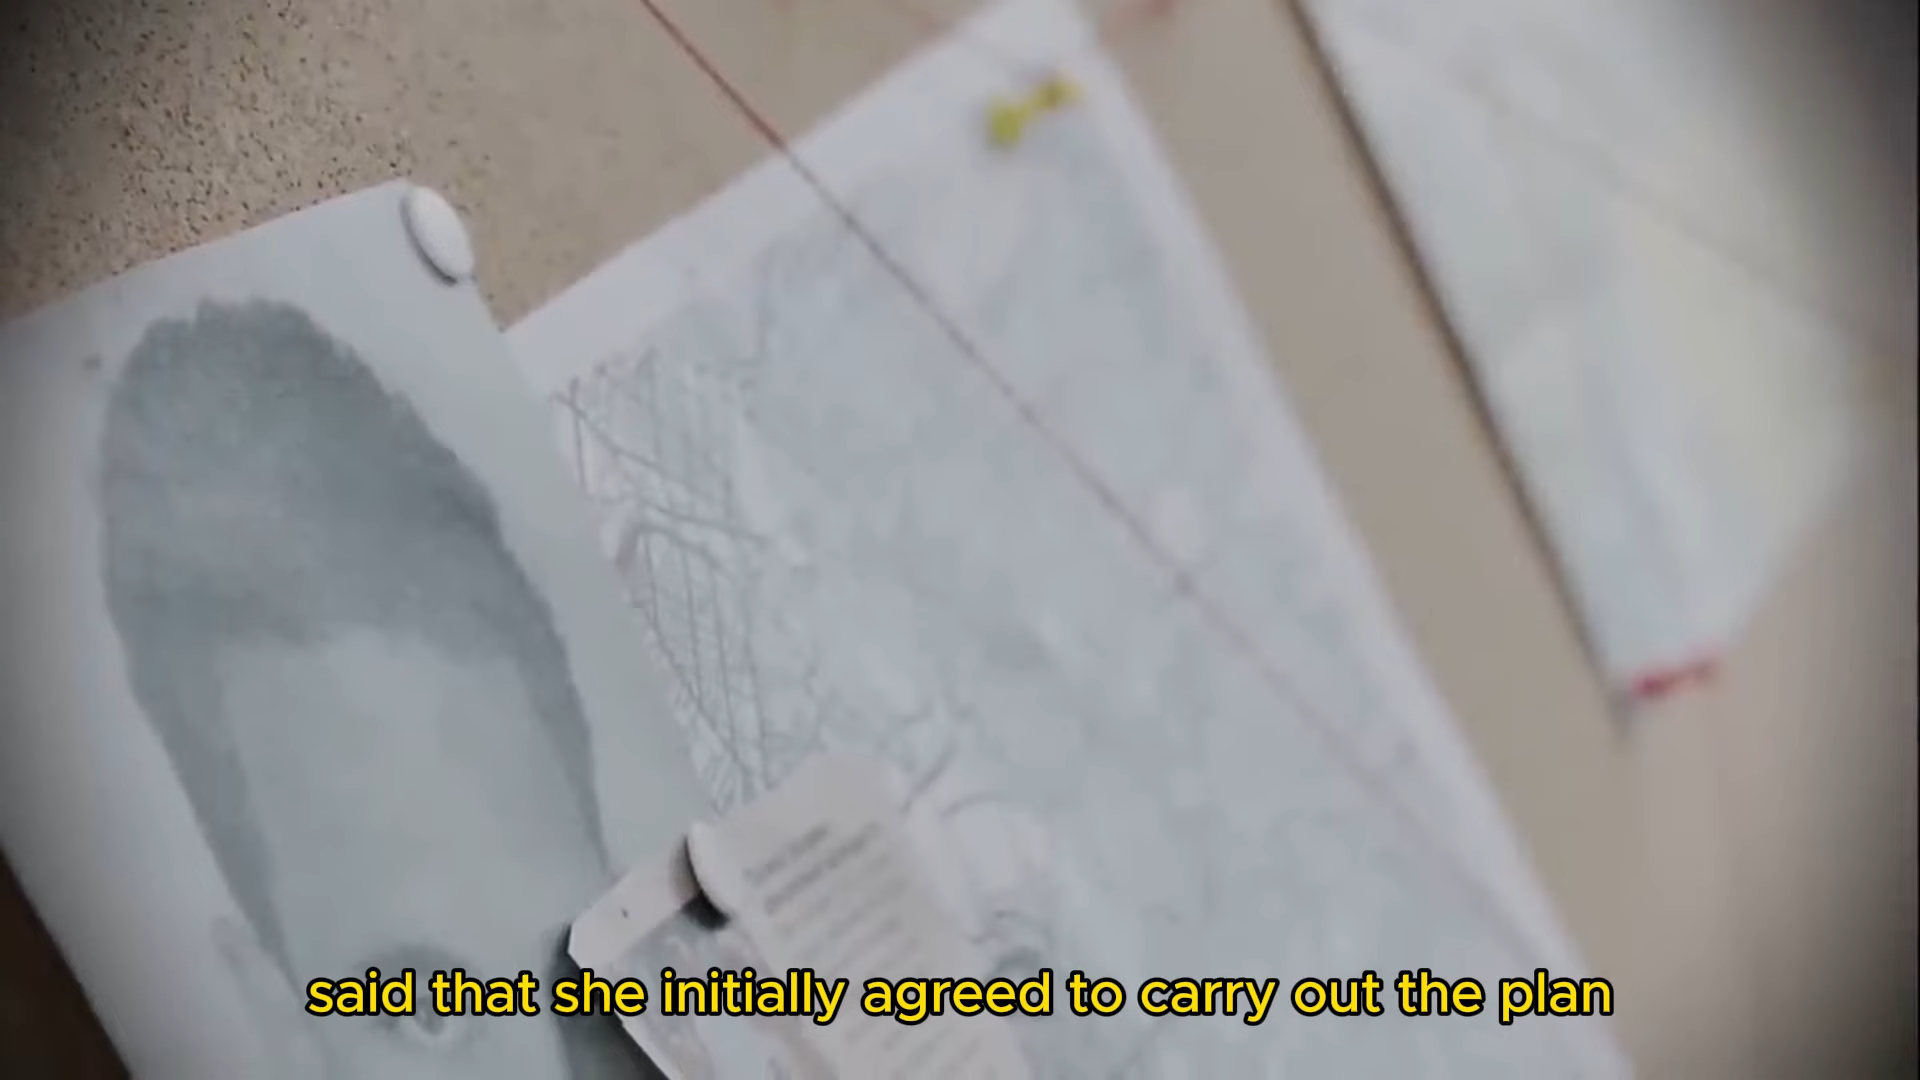 said that she initially agreed to carry out the plan